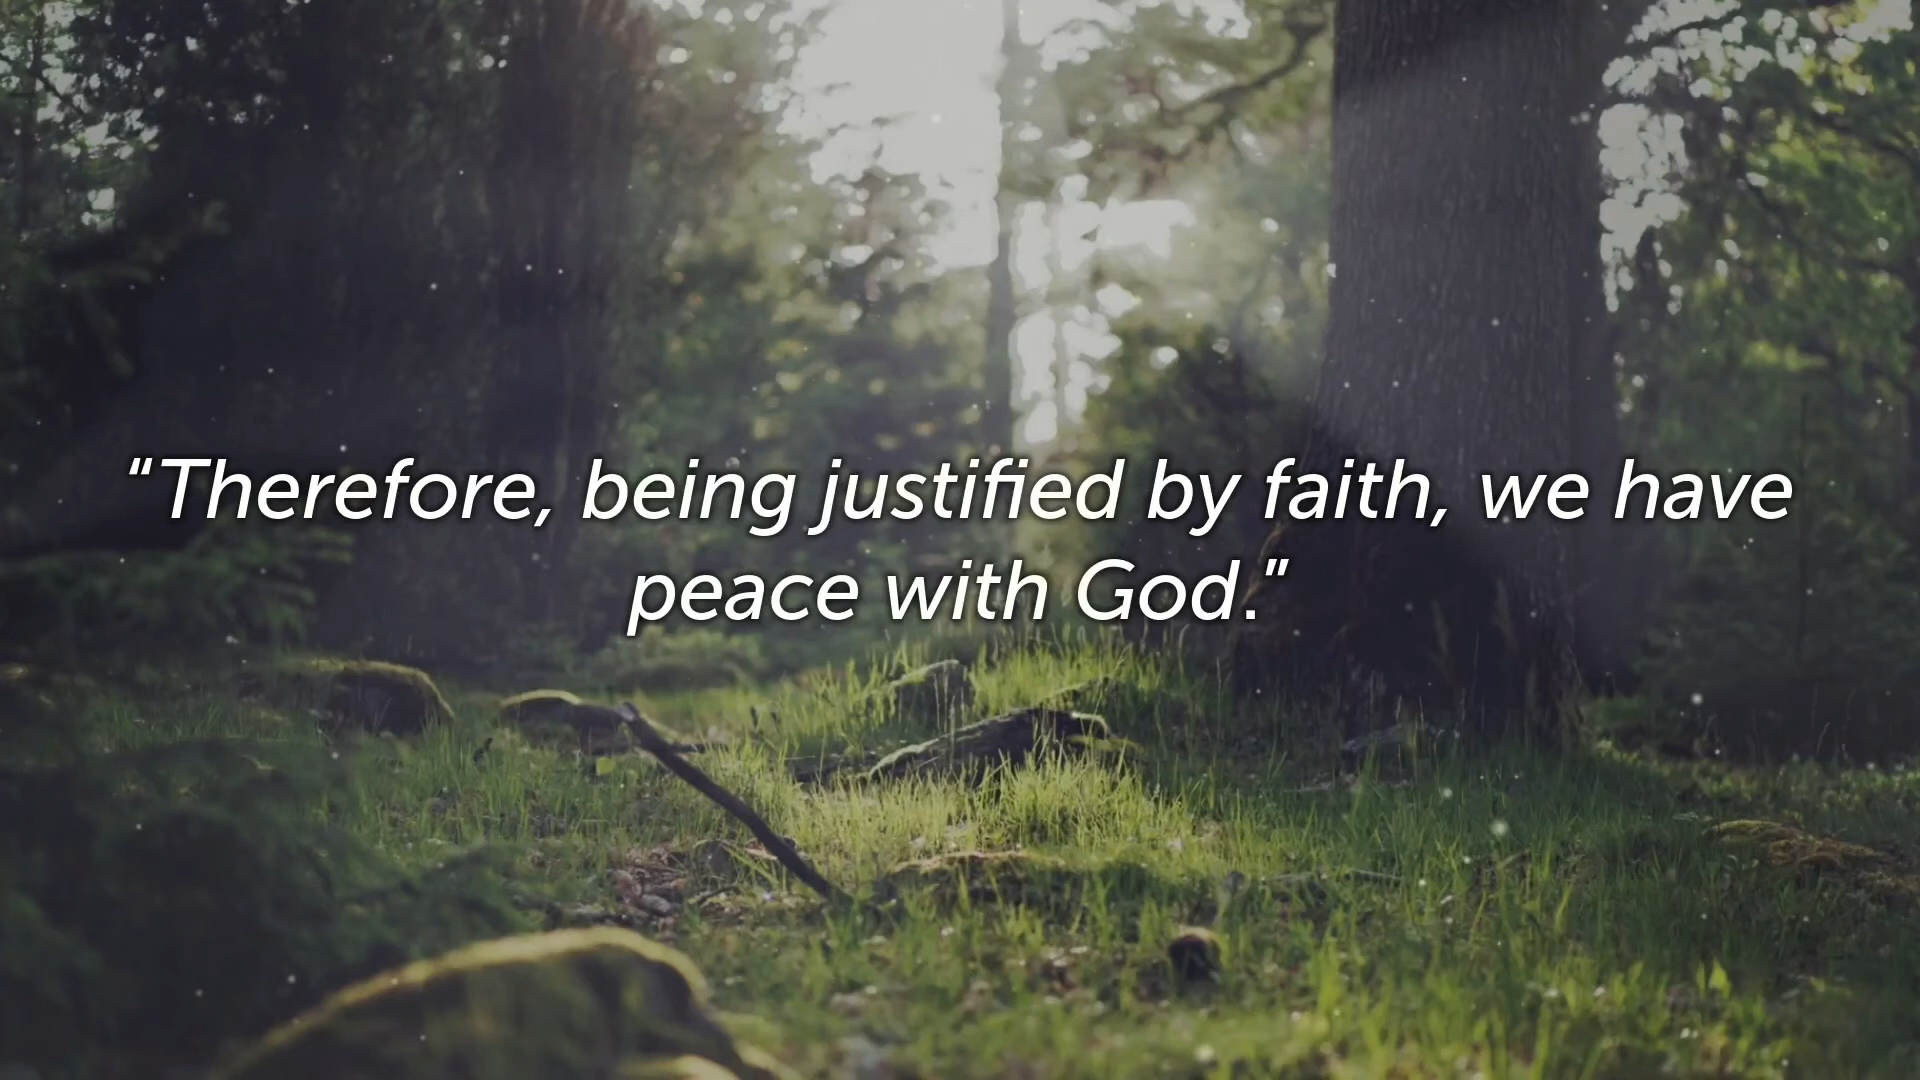 “Therefore, being justified by faith, we have
peace with God.”